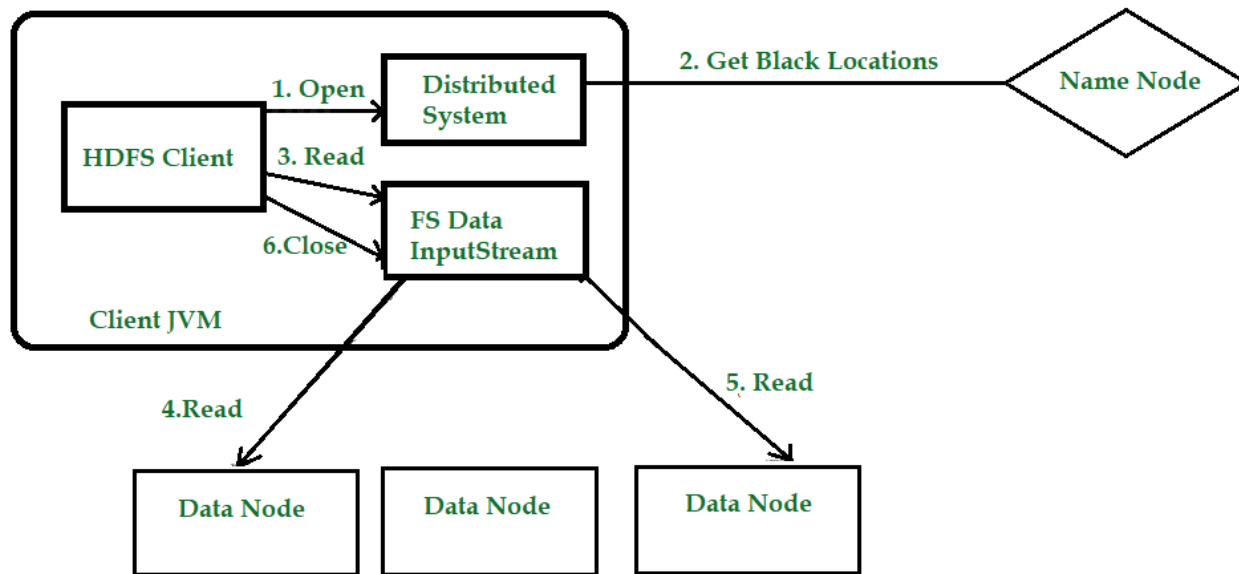 1. Open
Distributed
System
2. Get Black Locations
Name Node
HDFS Client
3. Read
FS Data
InputStream
6.Close
Client JVM
4.Read
5. Read
Data Node
Data Node
Data Node